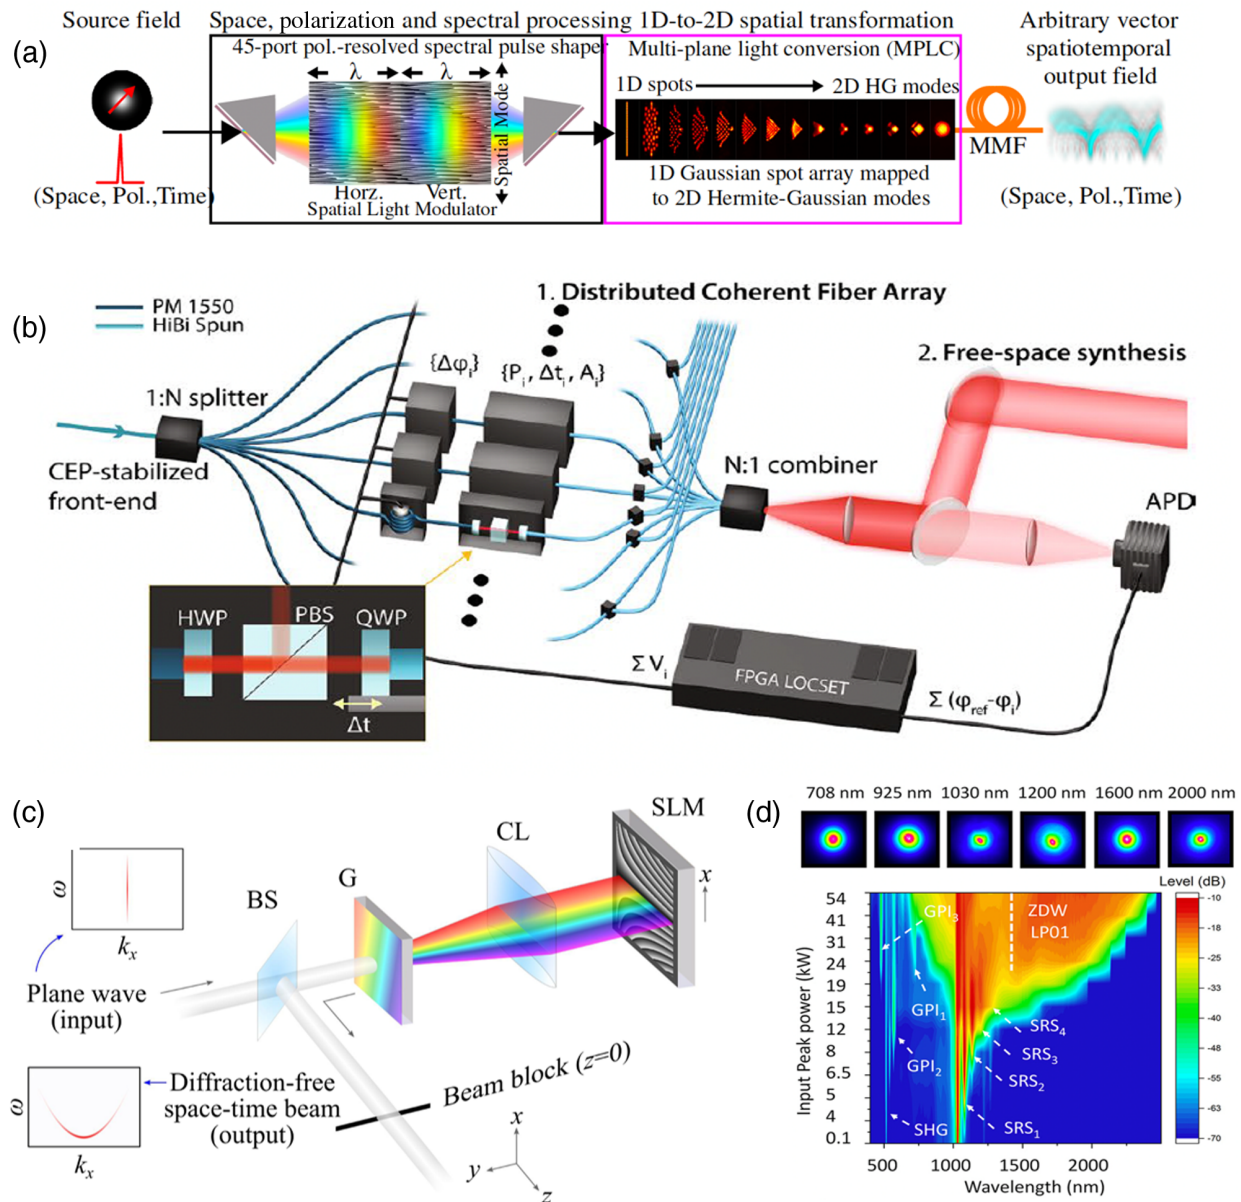 Source field
Space, polarization and spectral processing
1D-to-2D spatial transformation
Arbitrary vector
spatiotemporal
output field
(a)
45-port pol.-resolved spectral pulse shaper
λ
λ
Spatial Mode
Horz.
Vert.
Spatial Light Modulator
Multi-plane light conversion (MPLC)
1D spots
2D HG modes
1D Gaussian spot array mapped
to 2D Hermite-Gaussian modes
MMF
(Space, Pol.,Time)
(Space, Pol.,Time)
(b)
PM 1550
HiBi Spun
1. Distributed Coherent Fiber Array
2. Free-space synthesis
{Δφi}
{Pi, Δti, Ai}
1:N splitter
CEP-stabilized
front-end
N:1 combiner
APD
HWP
PBS
QWP
Δt
Σ Vi
FPGA LOCSET
Σ (φref-φi)
(c)
ω
kx
Plane wave
(input)
BS
G
CL
SLM
x
Beam block (z=0)
Diffraction-free
space-time beam
(output)
ω
kx
x
y
z
(d)
708 nm
925 nm
1030 nm
1200 nm
1600 nm
2000 nm
Level (dB)
-10
-18
-25
-33
-40
-48
-55
-63
-70
Input Peak power (kW)
54
41
31
24
19
15
12
8
6.5
5
4
0.1
GPI3
GPI1
GPI2
SHG
ZDW
LP01
SRS4
SRS3
SRS2
SRS1
500
1000
1500
2000
Wavelength (nm)